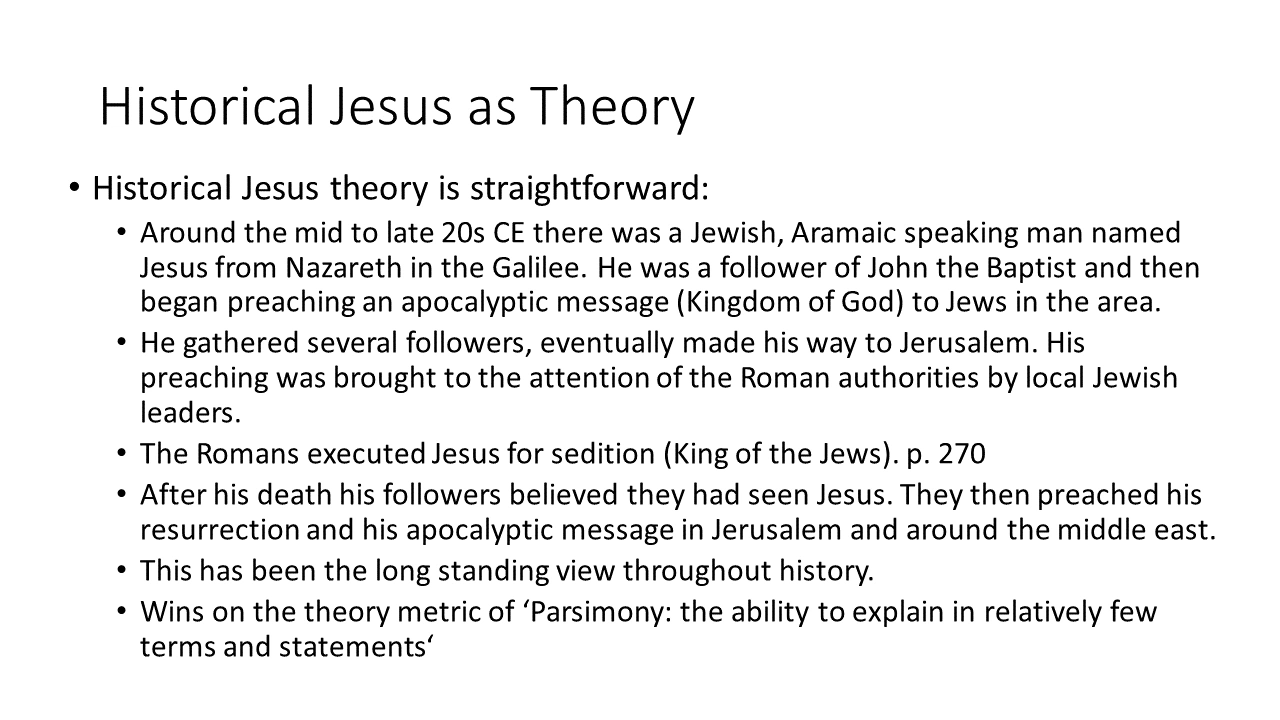 Historical Jesus as Theory
• Historical Jesus theory is straightforward:
• Around the mid to late 20s CE there was a Jewish, Aramaic speaking man named
Jesus from Nazareth in the Galilee. He was a follower of John the Baptist and then
began preaching an apocalyptic message (Kingdom of God) to Jews in the area.
• He gathered several followers, eventually made his way to Jerusalem. His
preaching was brought to the attention of the Roman authorities by local Jewish
leaders.
• The Romans executed Jesus for sedition (King of the Jews). p. 270
• After his death his followers believed they had seen Jesus. They then preached his
resurrection and his apocalyptic message in Jerusalem and around the middle east.
• This has been the long standing view throughout history.
• Wins on the theory metric of ‘Parsimony: the ability to explain in relatively few
terms and statements‘